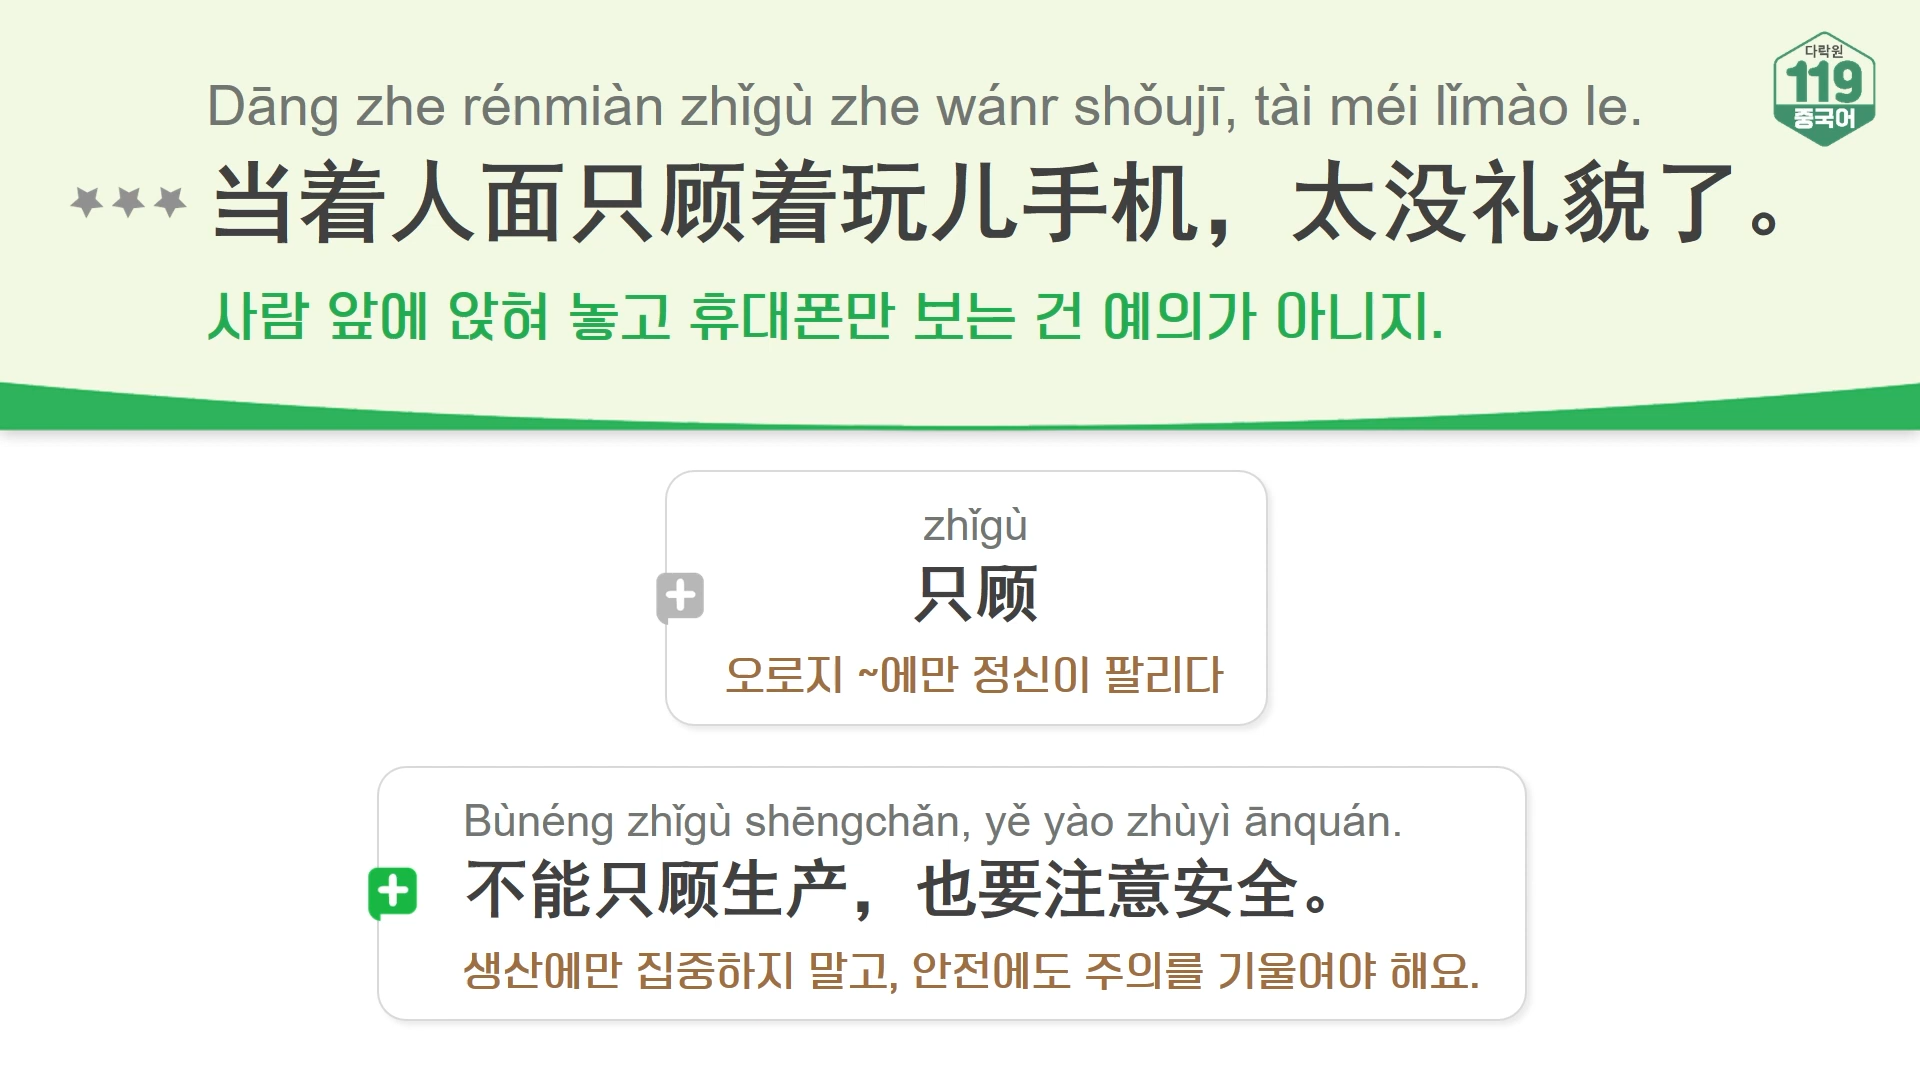 다락원
119
중국어
Dāng zhe rénmiàn zhǐgù zhe wánr shǒujī, tài méi lǐmào le.
当着人面只顾着玩儿手机，太没礼貌了。
사람 앞에 앉혀 놓고 휴대폰만 보는 건 예의가 아니지.
zhǐgù
只顾
오로지 ~에만 정신이 팔리다
Bùnéng zhǐgù shēngchǎn, yě yào zhùyì ānquán.
不能只顾生产，也要注意安全。
생산에만 집중하지 말고, 안전에도 주의를 기울여야 해요.